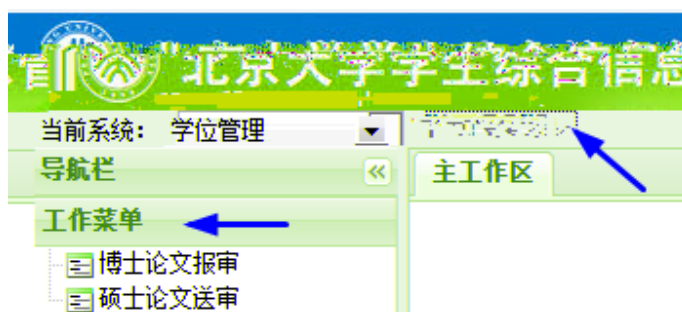 北京大学学生综合信息
当前系统： 学位管理
导航栏
主工作区
工作菜单
博士论文报审
硕士论文送审